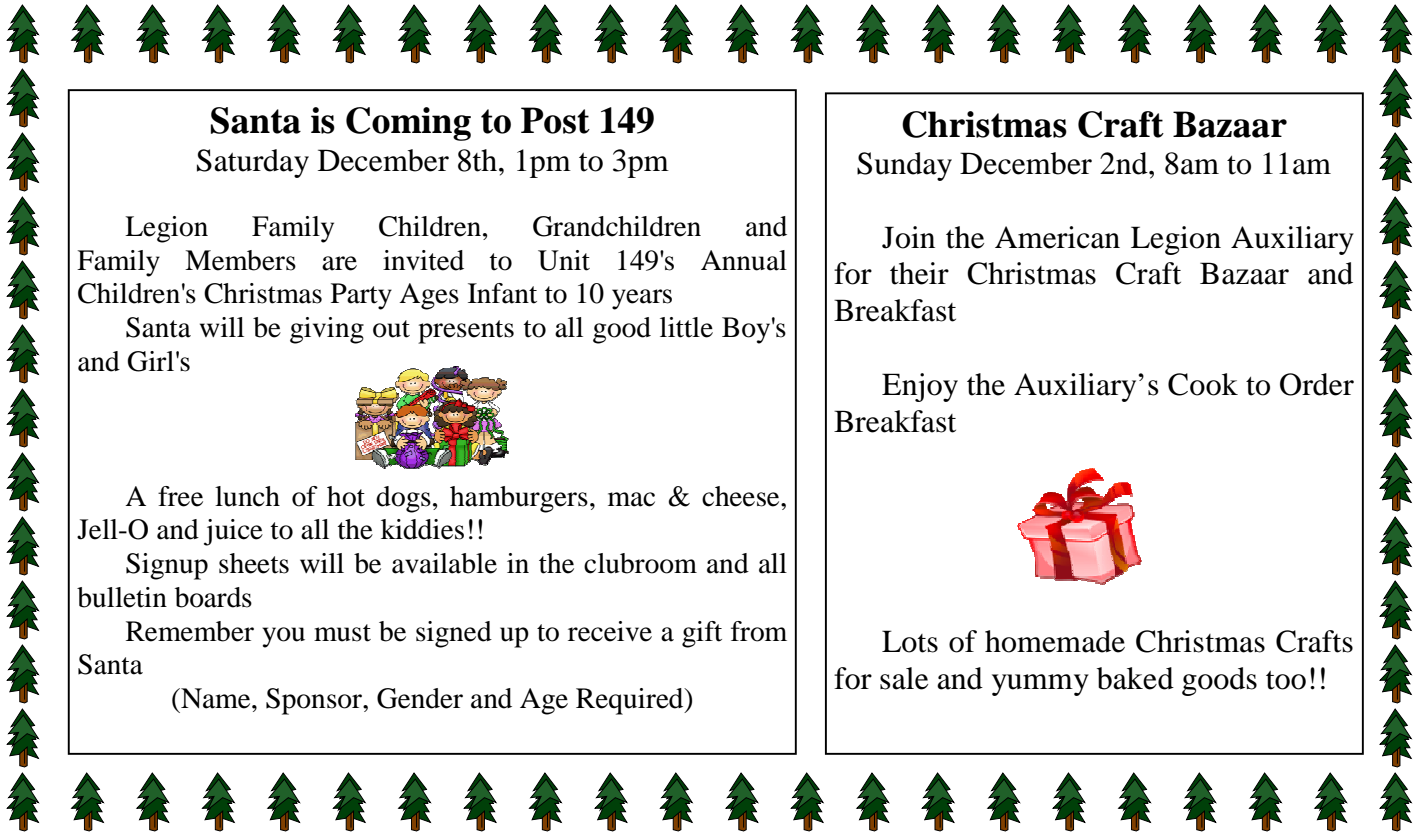 Santa is Coming to Post 149
Saturday December 8th, 1pm to 3pm
Legion Family Children, Grandchildren and
Family Members are invited to Unit 149's Annual
Children's Christmas Party Ages Infant to 10 years
Santa will be giving out presents to all good little Boy's
and Girl's
A free lunch of hot dogs, hamburgers, mac & cheese,
Jell-O and juice to all the kiddies!!
Signup sheets will be available in the clubroom and all
bulletin boards
Remember you must be signed up to receive a gift from
Santa
(Name, Sponsor, Gender and Age Required)
Christmas Craft Bazaar
Sunday December 2nd, 8am to 11am
Join the American Legion Auxiliary
for their Christmas Craft Bazaar and
Breakfast
Enjoy the Auxiliary’s Cook to Order
Breakfast
Lots of homemade Christmas Crafts
for sale and yummy baked goods too!!